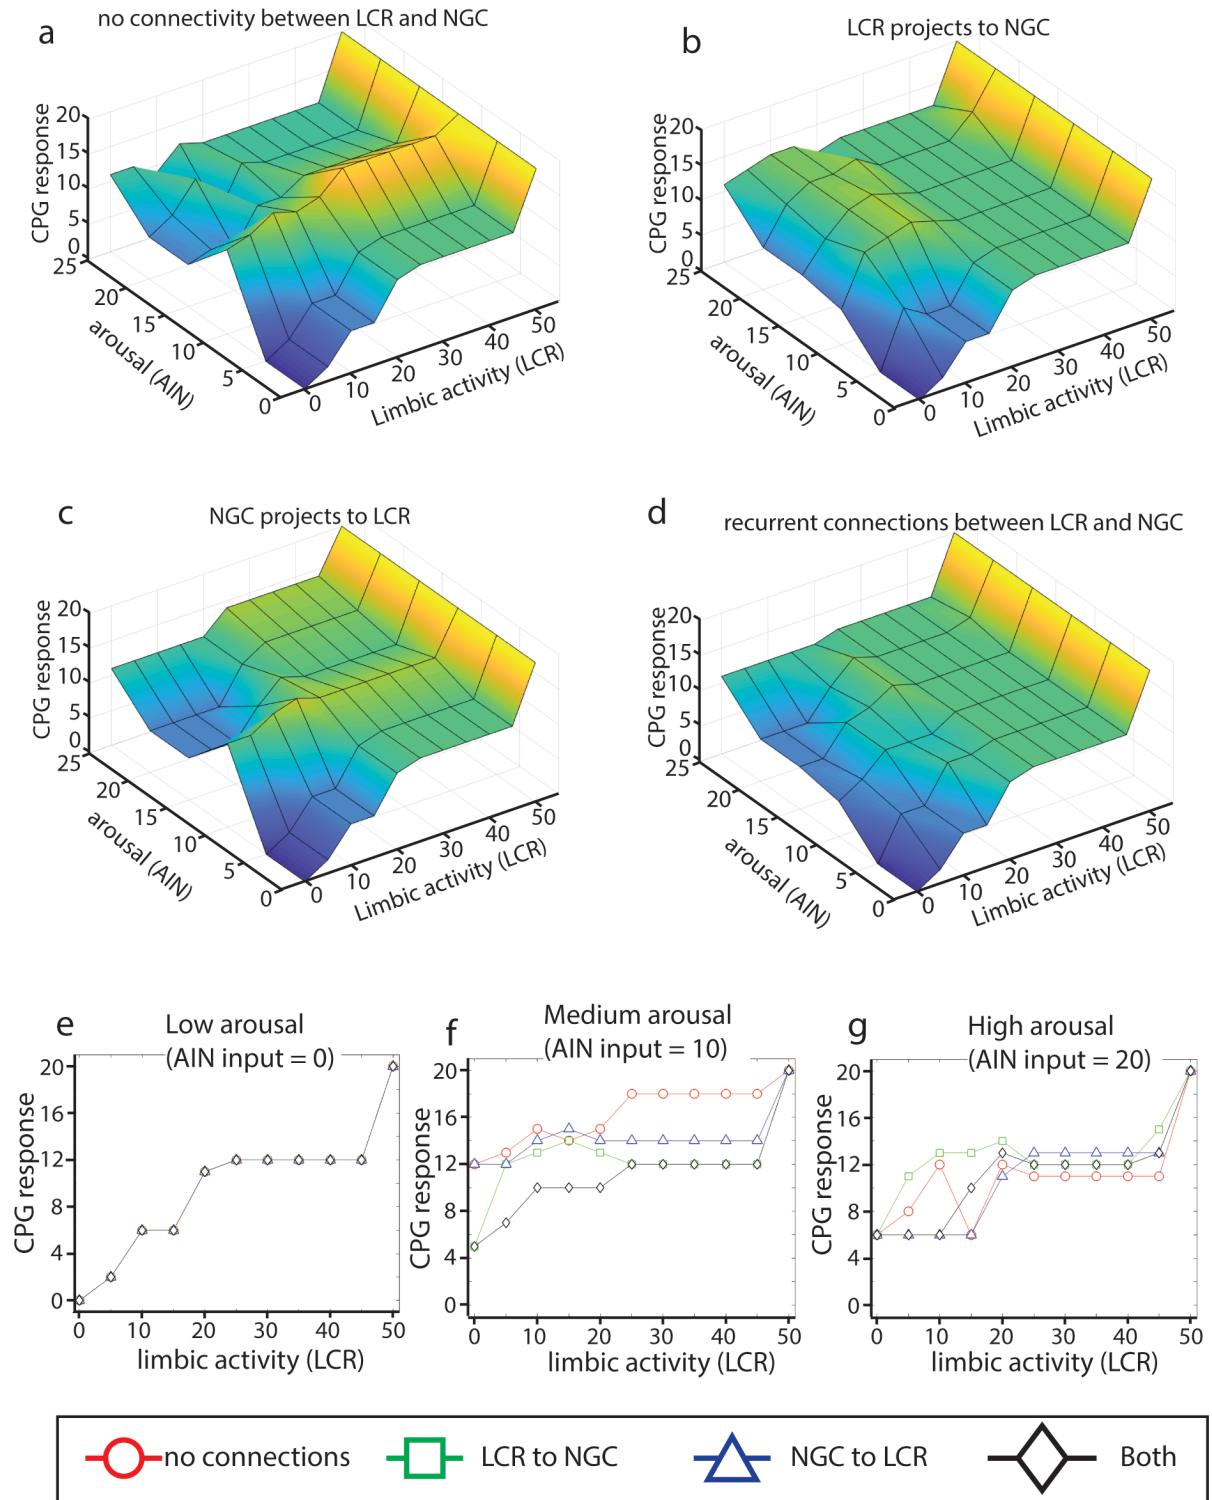 a
no connectivity between LCR and NGC
CPG response
20
15
10
5
0
25
20
15
10
5
0
arousal (AIN)
0
10
20
30
40
50
Limbic activity (LCR)
b
LCR projects to NGC
CPG response
20
15
10
5
0
25
20
15
10
5
0
arousal (AIN)
0
10
20
30
40
50
Limbic activity (LCR)
c
NGC projects to LCR
CPG response
20
15
10
5
0
25
20
15
10
5
0
arousal (AIN)
0
10
20
30
40
50
Limbic activity (LCR)
d
recurrent connections between LCR and NGC
CPG response
20
15
10
5
0
25
20
15
10
5
0
arousal (AIN)
0
10
20
30
40
50
Limbic activity (LCR)
e
Low arousal
(AIN input = 0)
CPG response
20
16
12
8
4
0
0 10 20 30 40 50
limbic activity (LCR)
f
Medium arousal
(AIN input = 10)
CPG response
20
16
12
8
4
0
0 10 20 30 40 50
limbic activity (LCR)
g
High arousal
(AIN input = 20)
CPG response
20
16
12
8
4
0
0 10 20 30 40 50
limbic activity (LCR)
no connections
LCR to NGC
NGC to LCR
Both